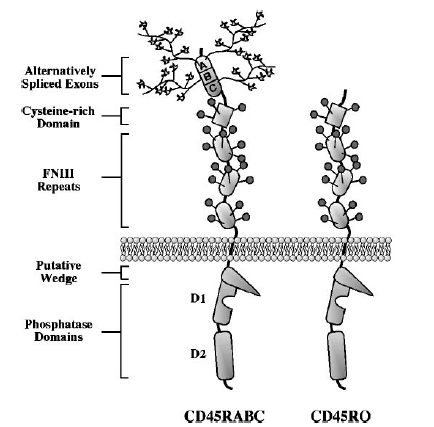 Alternatively
Spliced Exons
A
B
C
Cysteine-rich
Domain
FNIII
Repeats
Putative
Wedge
D1
Phosphatase
Domains
D2
CD45RABC
CD45RO